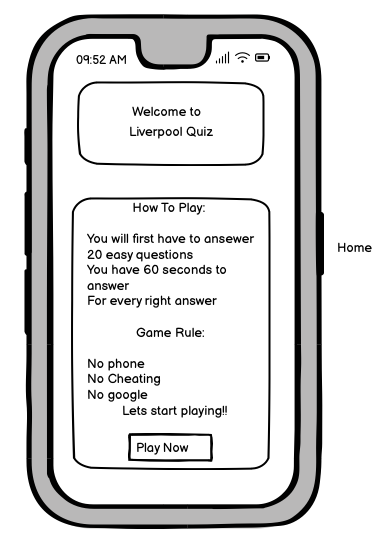 09:52 AM
Welcome to
Liverpool Quiz
How To Play:
You will first have to ansewer
20 easy questions
You have 60 seconds to
answer
For every right answer
Game Rule:
No phone
No Cheating
No google
Lets start playing!!
Play Now
Home